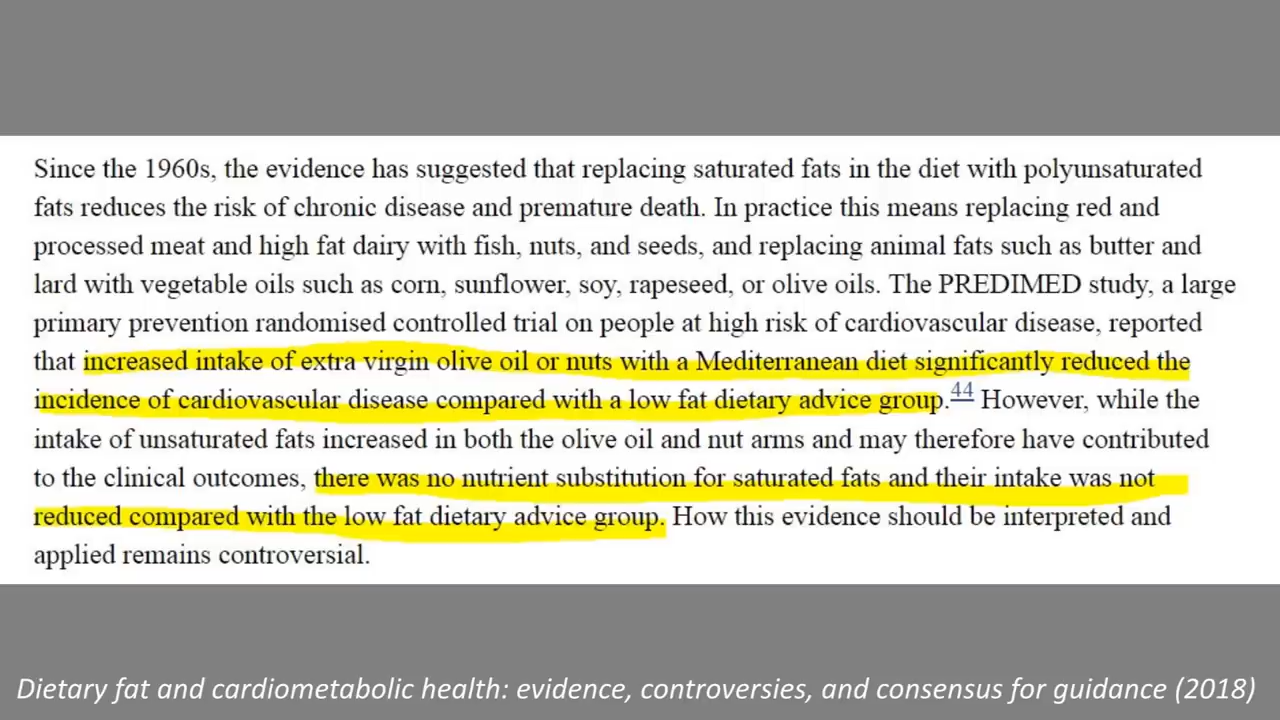 Since the 1960s, the evidence has suggested that replacing saturated fats in the diet with polyunsaturated
fats reduces the risk of chronic disease and premature death. In practice this means replacing red and
processed meat and high fat dairy with fish, nuts, and seeds, and replacing animal fats such as butter and
lard with vegetable oils such as corn, sunflower, soy, rapeseed, or olive oils. The PREDIMED study, a large
primary prevention randomised controlled trial on people at high risk of cardiovascular disease, reported
that increased intake of extra virgin olive oil or nuts with a Mediterranean diet significantly reduced the
incidence of cardiovascular disease compared with a low fat dietary advice group.44 However, while the
intake of unsaturated fats increased in both the olive oil and nut arms and may therefore have contributed
to the clinical outcomes, there was no nutrient substitution for saturated fats and their intake was not
reduced compared with the low fat dietary advice group. How this evidence should be interpreted and
applied remains controversial.
Dietary fat and cardiometabolic health: evidence, controversies, and consensus for guidance (2018)